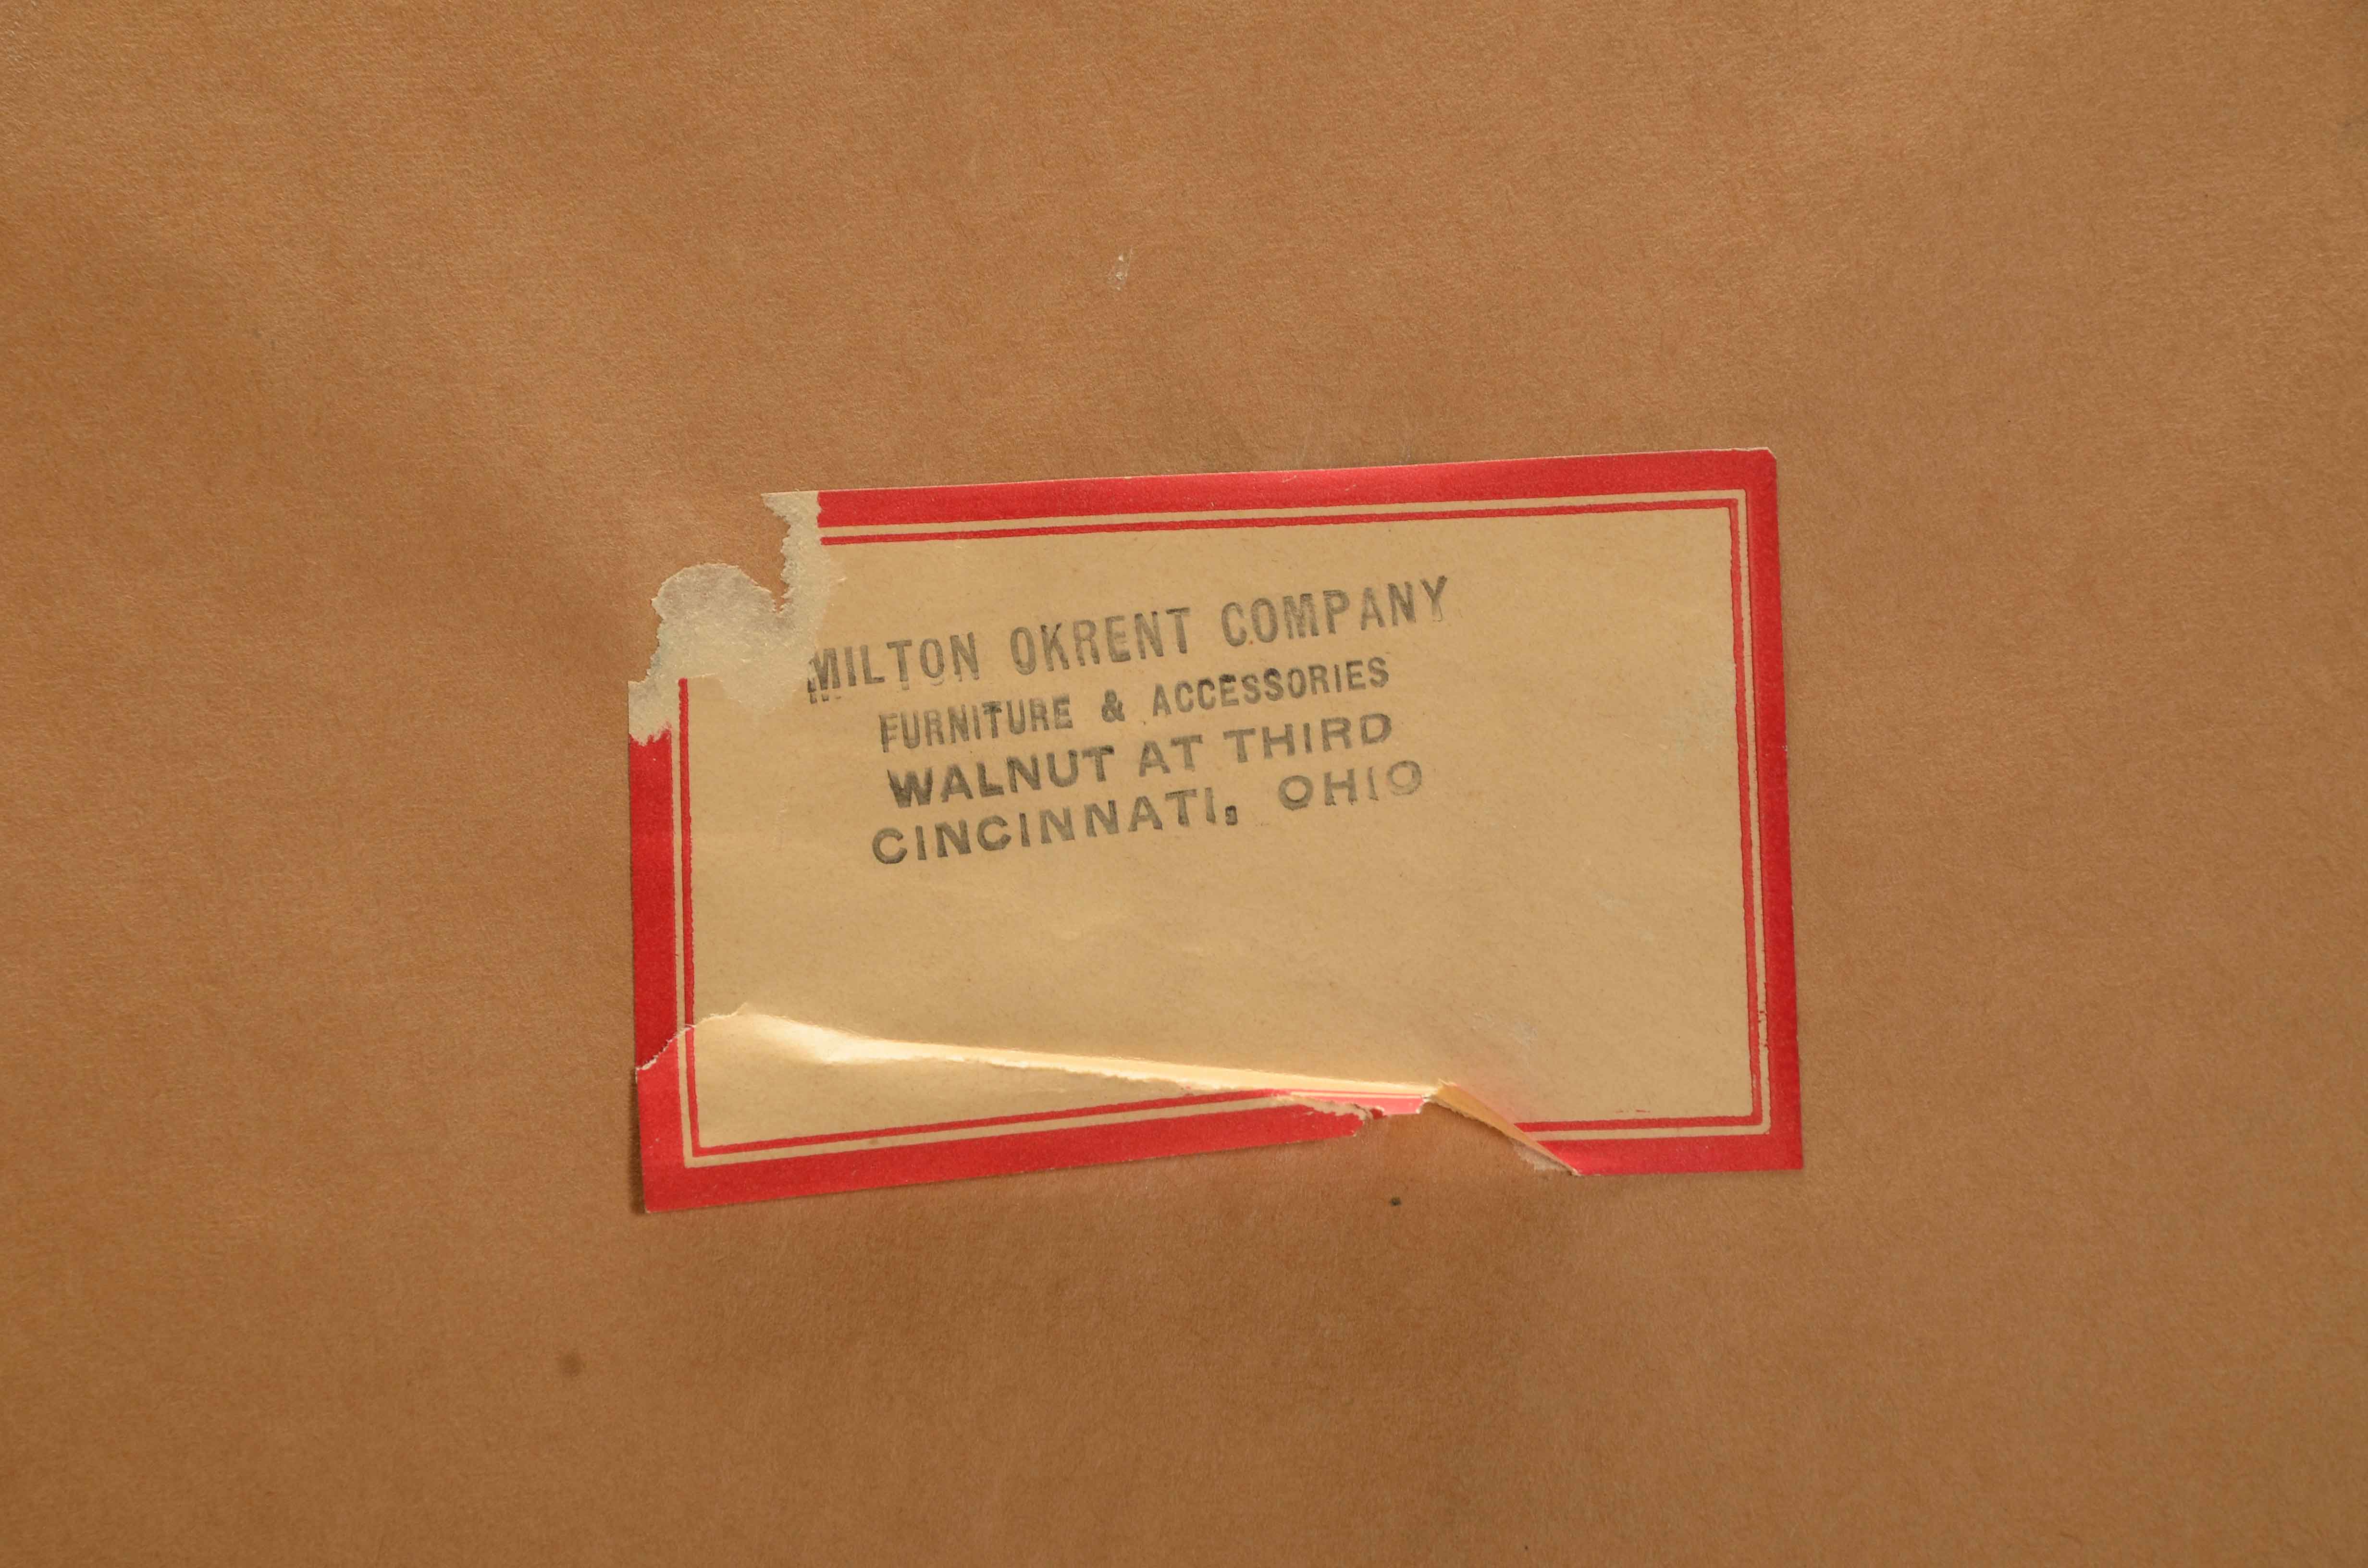 MILTON OKRENT COMPANY
FURNITURE & ACCESSORIES
WALNUT AT THIRD
CINCINNATI, OHIO